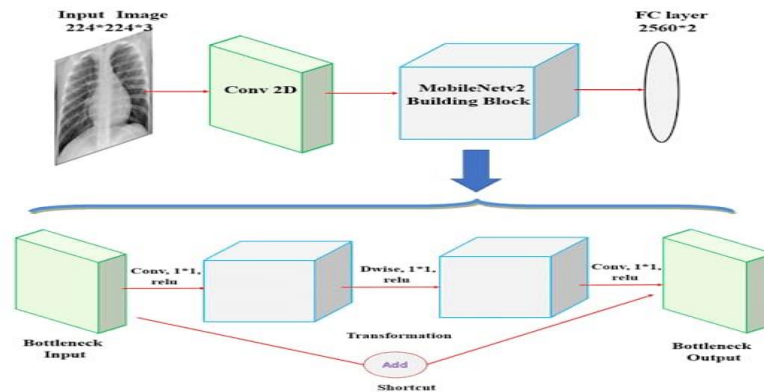 Input Image
224*224*3
FC layer
2560*2
Conv 2D
MobileNetv2
Building Block
Conv, 1*1,
relu
Dwise, 1*1,
relu
Conv, 1*1,
relu
Bottleneck
Input
Transformation
Add
Shortcut
Bottleneck
Output